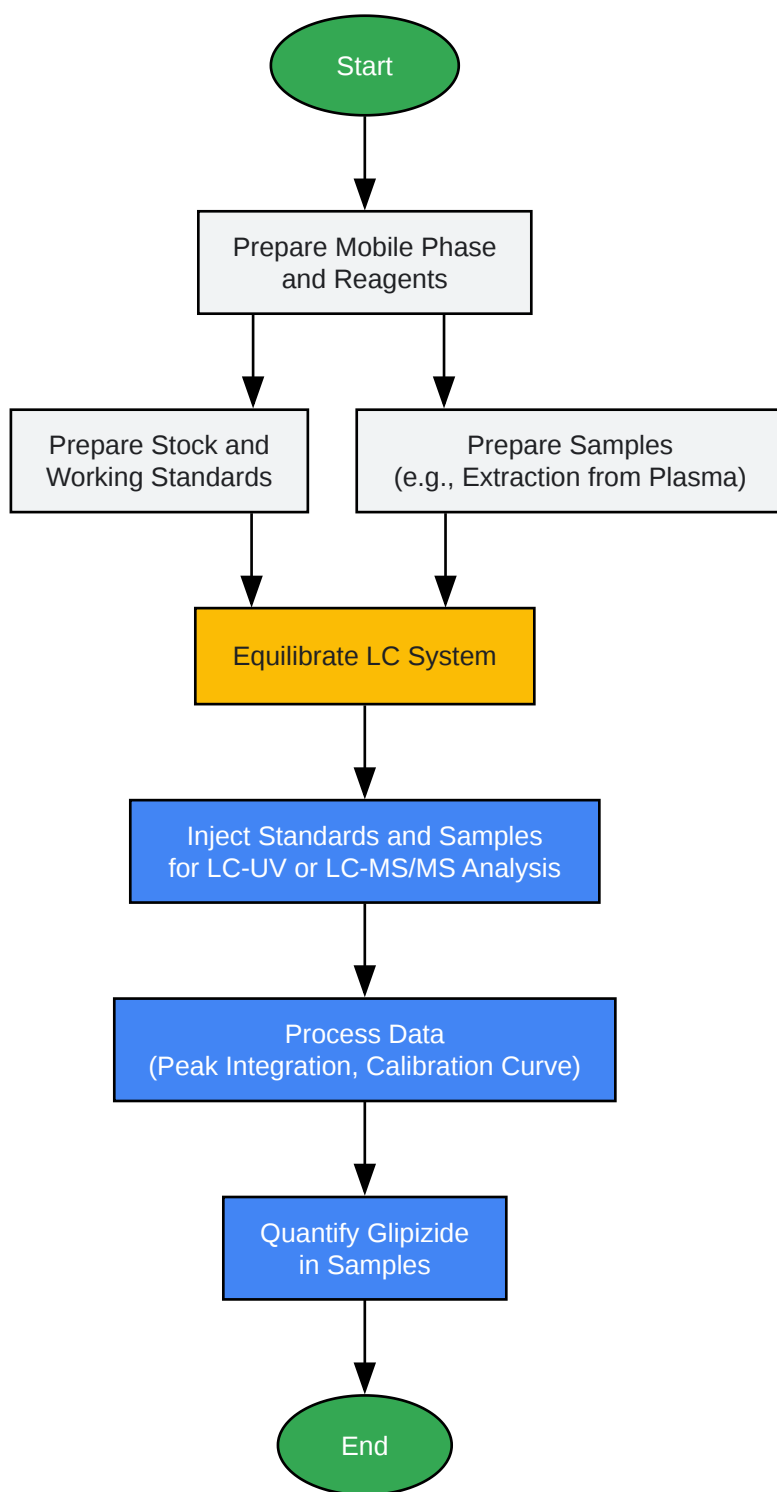 Start
Prepare Mobile Phase
and Reagents
Prepare Stock and
Working Standards
Prepare Samples
(e.g., Extraction from Plasma)
Equilibrate LC System
Inject Standards and Samples
for LC-UV or LC-MS/MS Analysis
Process Data
(Peak Integration, Calibration Curve)
Quantify Glipizide
in Samples
End